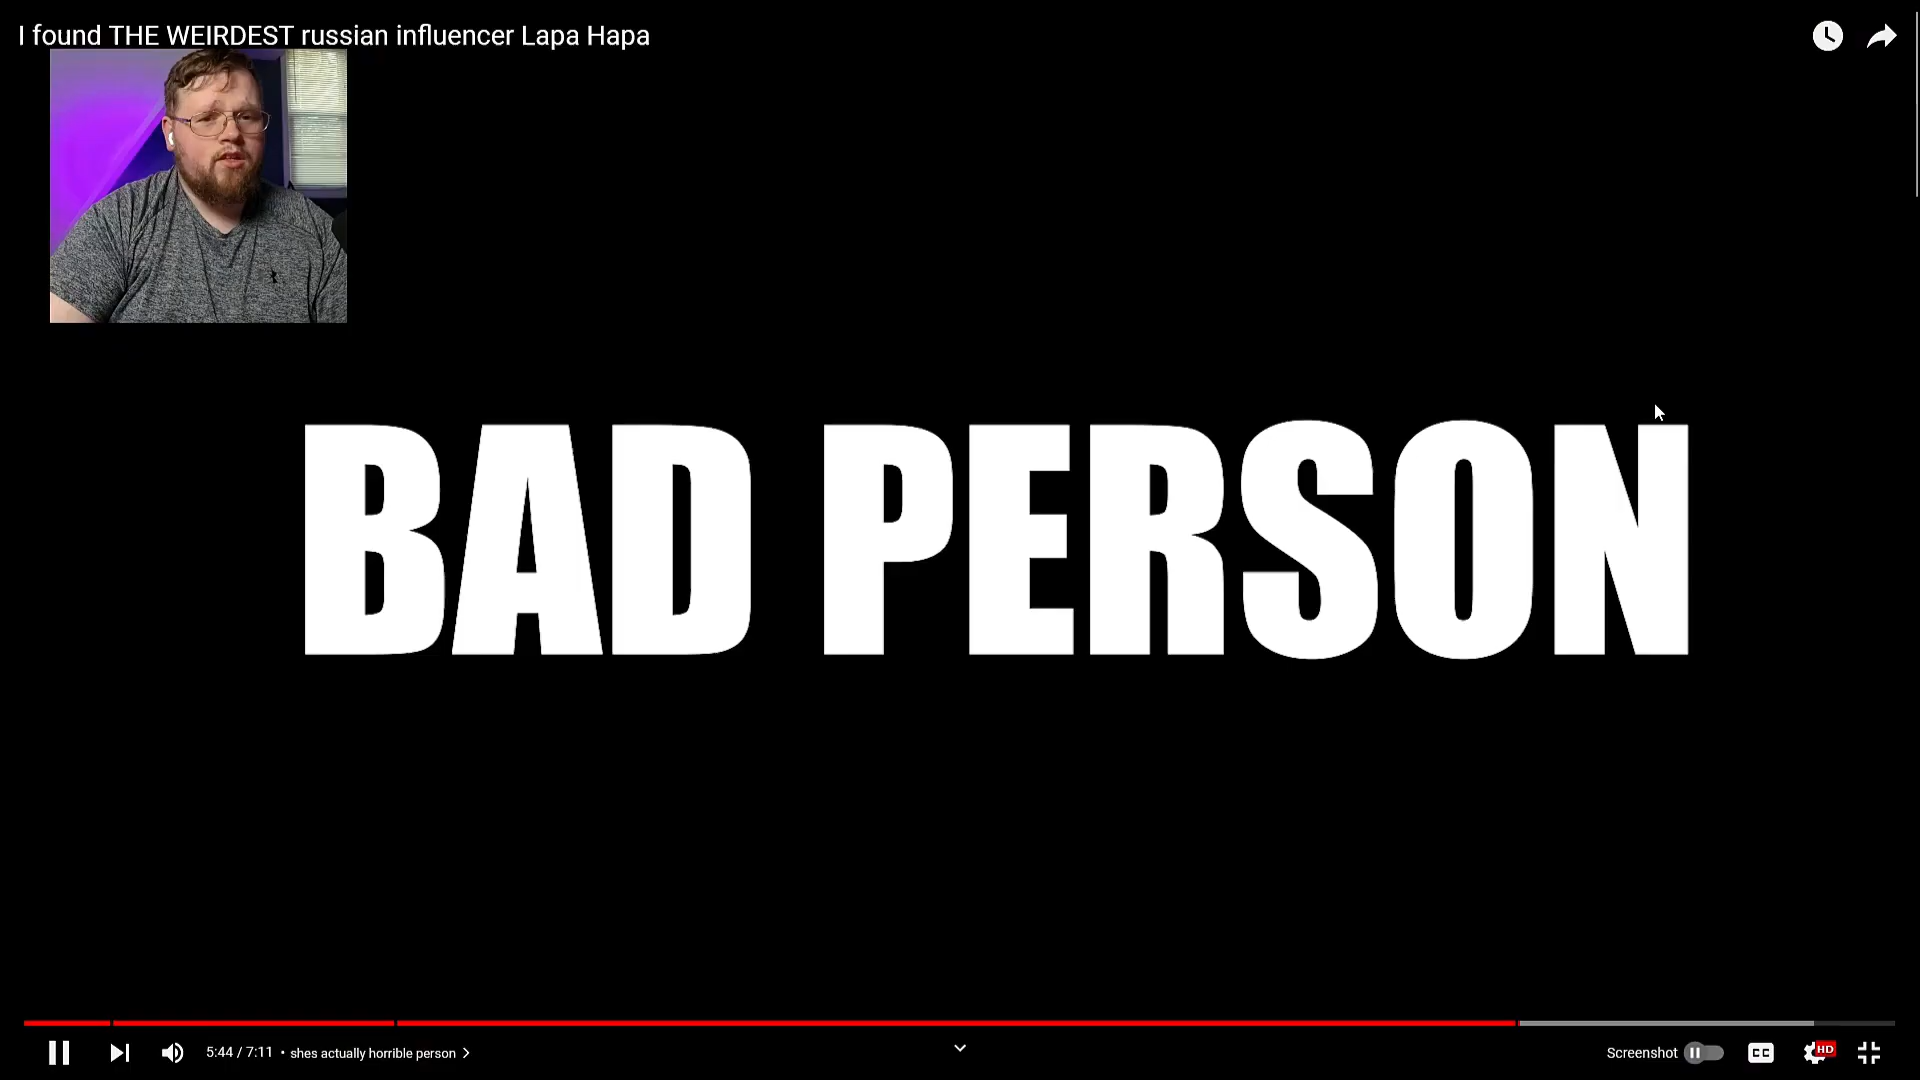 I found THE WEIRDEST russian influencer Lapa Hapa
BAD PERSON
5:44 / 7:11 • shes actually horrible person
Screenshot
CC
HD